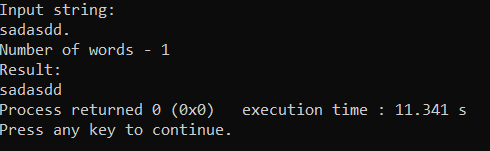 Input string:
sadasdd.
Number of words - 1
Result:
sadasdd
Process returned 0 (0x0)   execution time : 11.341 s
Press any key to continue.